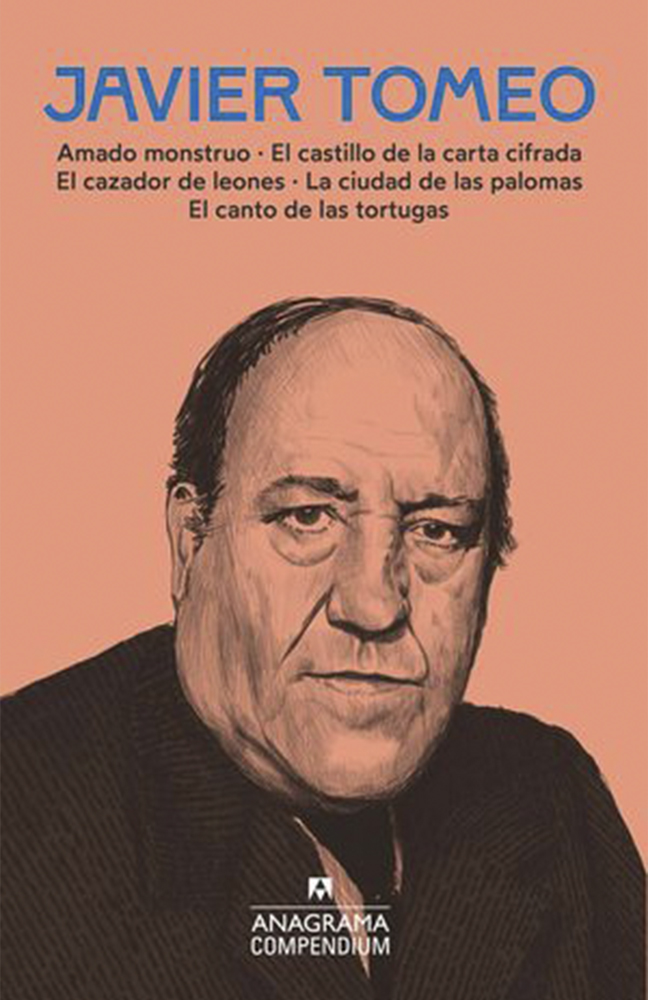 JAVIER TOMEO
Amado monstruo · El castillo de la carta cifrada
El cazador de leones · La ciudad de las palomas
El canto de las tortugas
ANAGRAMA
COMPENDIUM